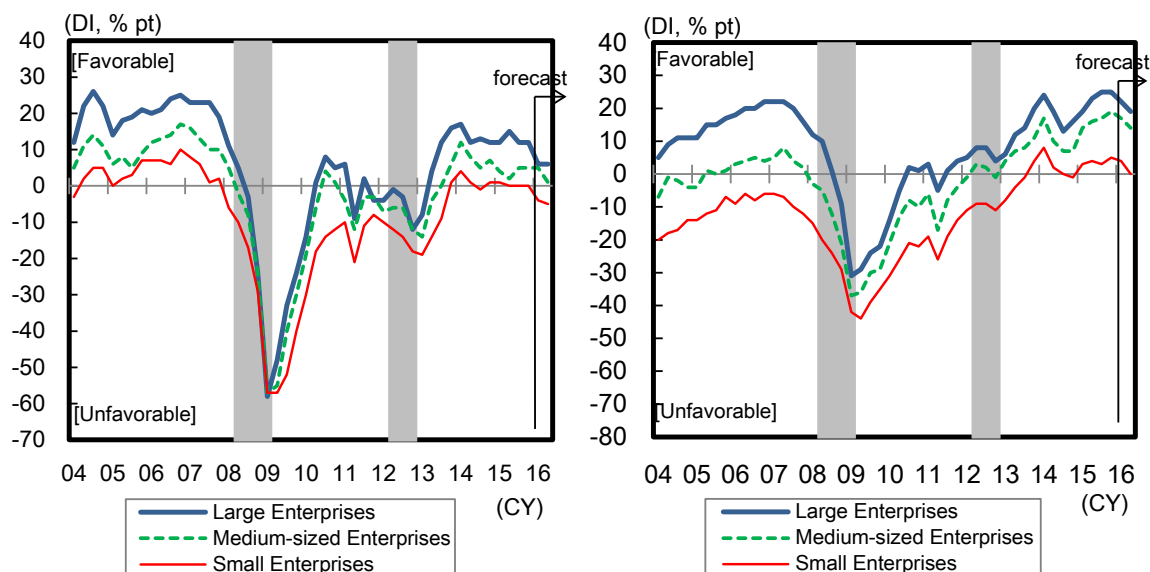 (DI, % pt)
40
30
20
10
0
-10
-20
-30
-40
-50
-60
-70
[Favorable]
forecast
[Unfavorable]
04 05 06 07 08 09 10 11 12 13 14 15 16
(CY)
Large Enterprises
Medium-sized Enterprises
Small Enterprises
(DI, % pt)
40
30
20
10
0
-10
-20
-30
-40
-50
-60
-70
-80
[Favorable]
forecast
[Unfavorable]
04 05 06 07 08 09 10 11 12 13 14 15 16
(CY)
Large Enterprises
Medium-sized Enterprises
Small Enterprises